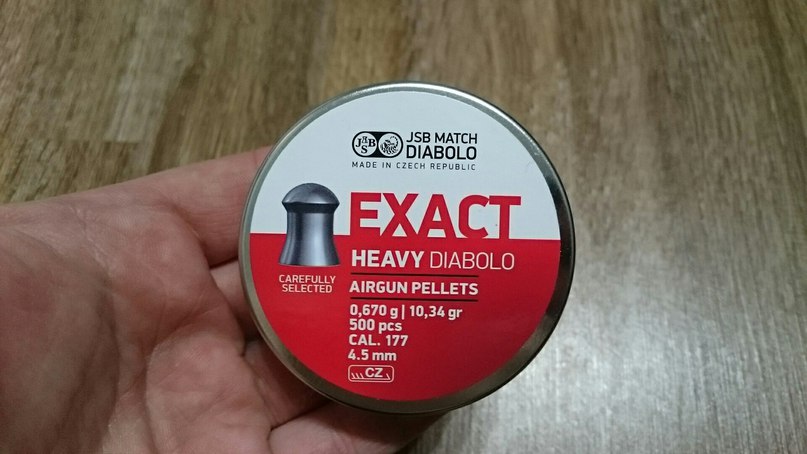 JSB
JSB MATCH
DIABOLO
MADE IN CZECH REPUBLIC
EXACT
HEAVY DIABOLO
CAREFULLY
SELECTED
AIRGUN PELLETS
0,670 g | 10,34 gr
500 pcs
CAL. 177
4.5 mm
CZ